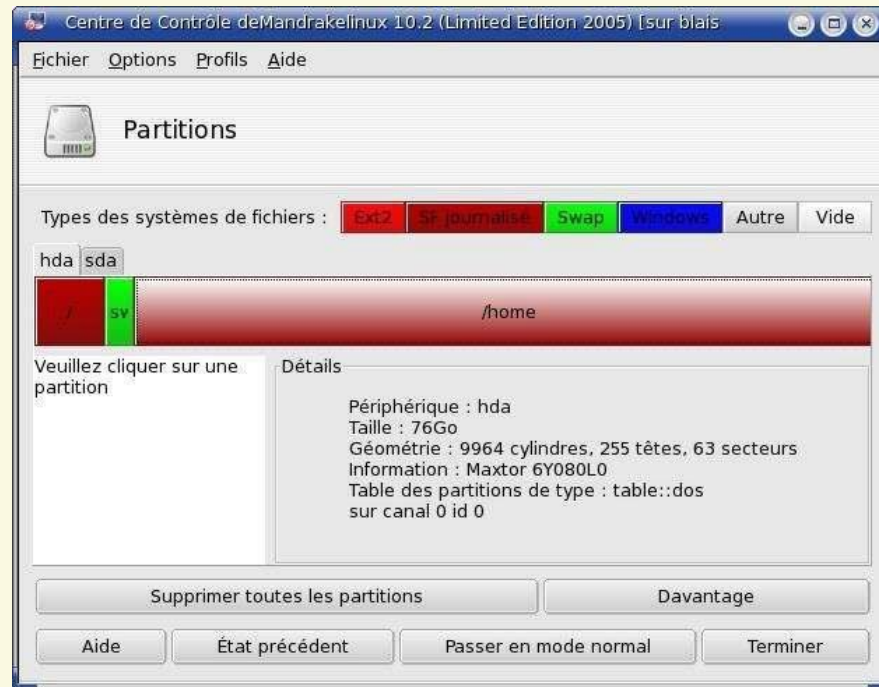 Centre de Contrôle deMandrakelinux 10.2 (Limited Edition 2005) [sur blais
Fichier Options Profils Aide
Partitions
Types des systèmes de fichiers : Ext2 SF journalisé Swap Windows Autre Vide
hda sda
/ sv /home
Veuillez cliquer sur une
partition
Détails
Périphérique : hda
Taille : 76Go
Géométrie : 9964 cylindres, 255 têtes, 63 secteurs
Information : Maxtor 6Y080L0
Table des partitions de type : table::dos
sur canal 0 id 0
Supprimer toutes les partitions Davantage
Aide État précédent Passer en mode normal Terminer